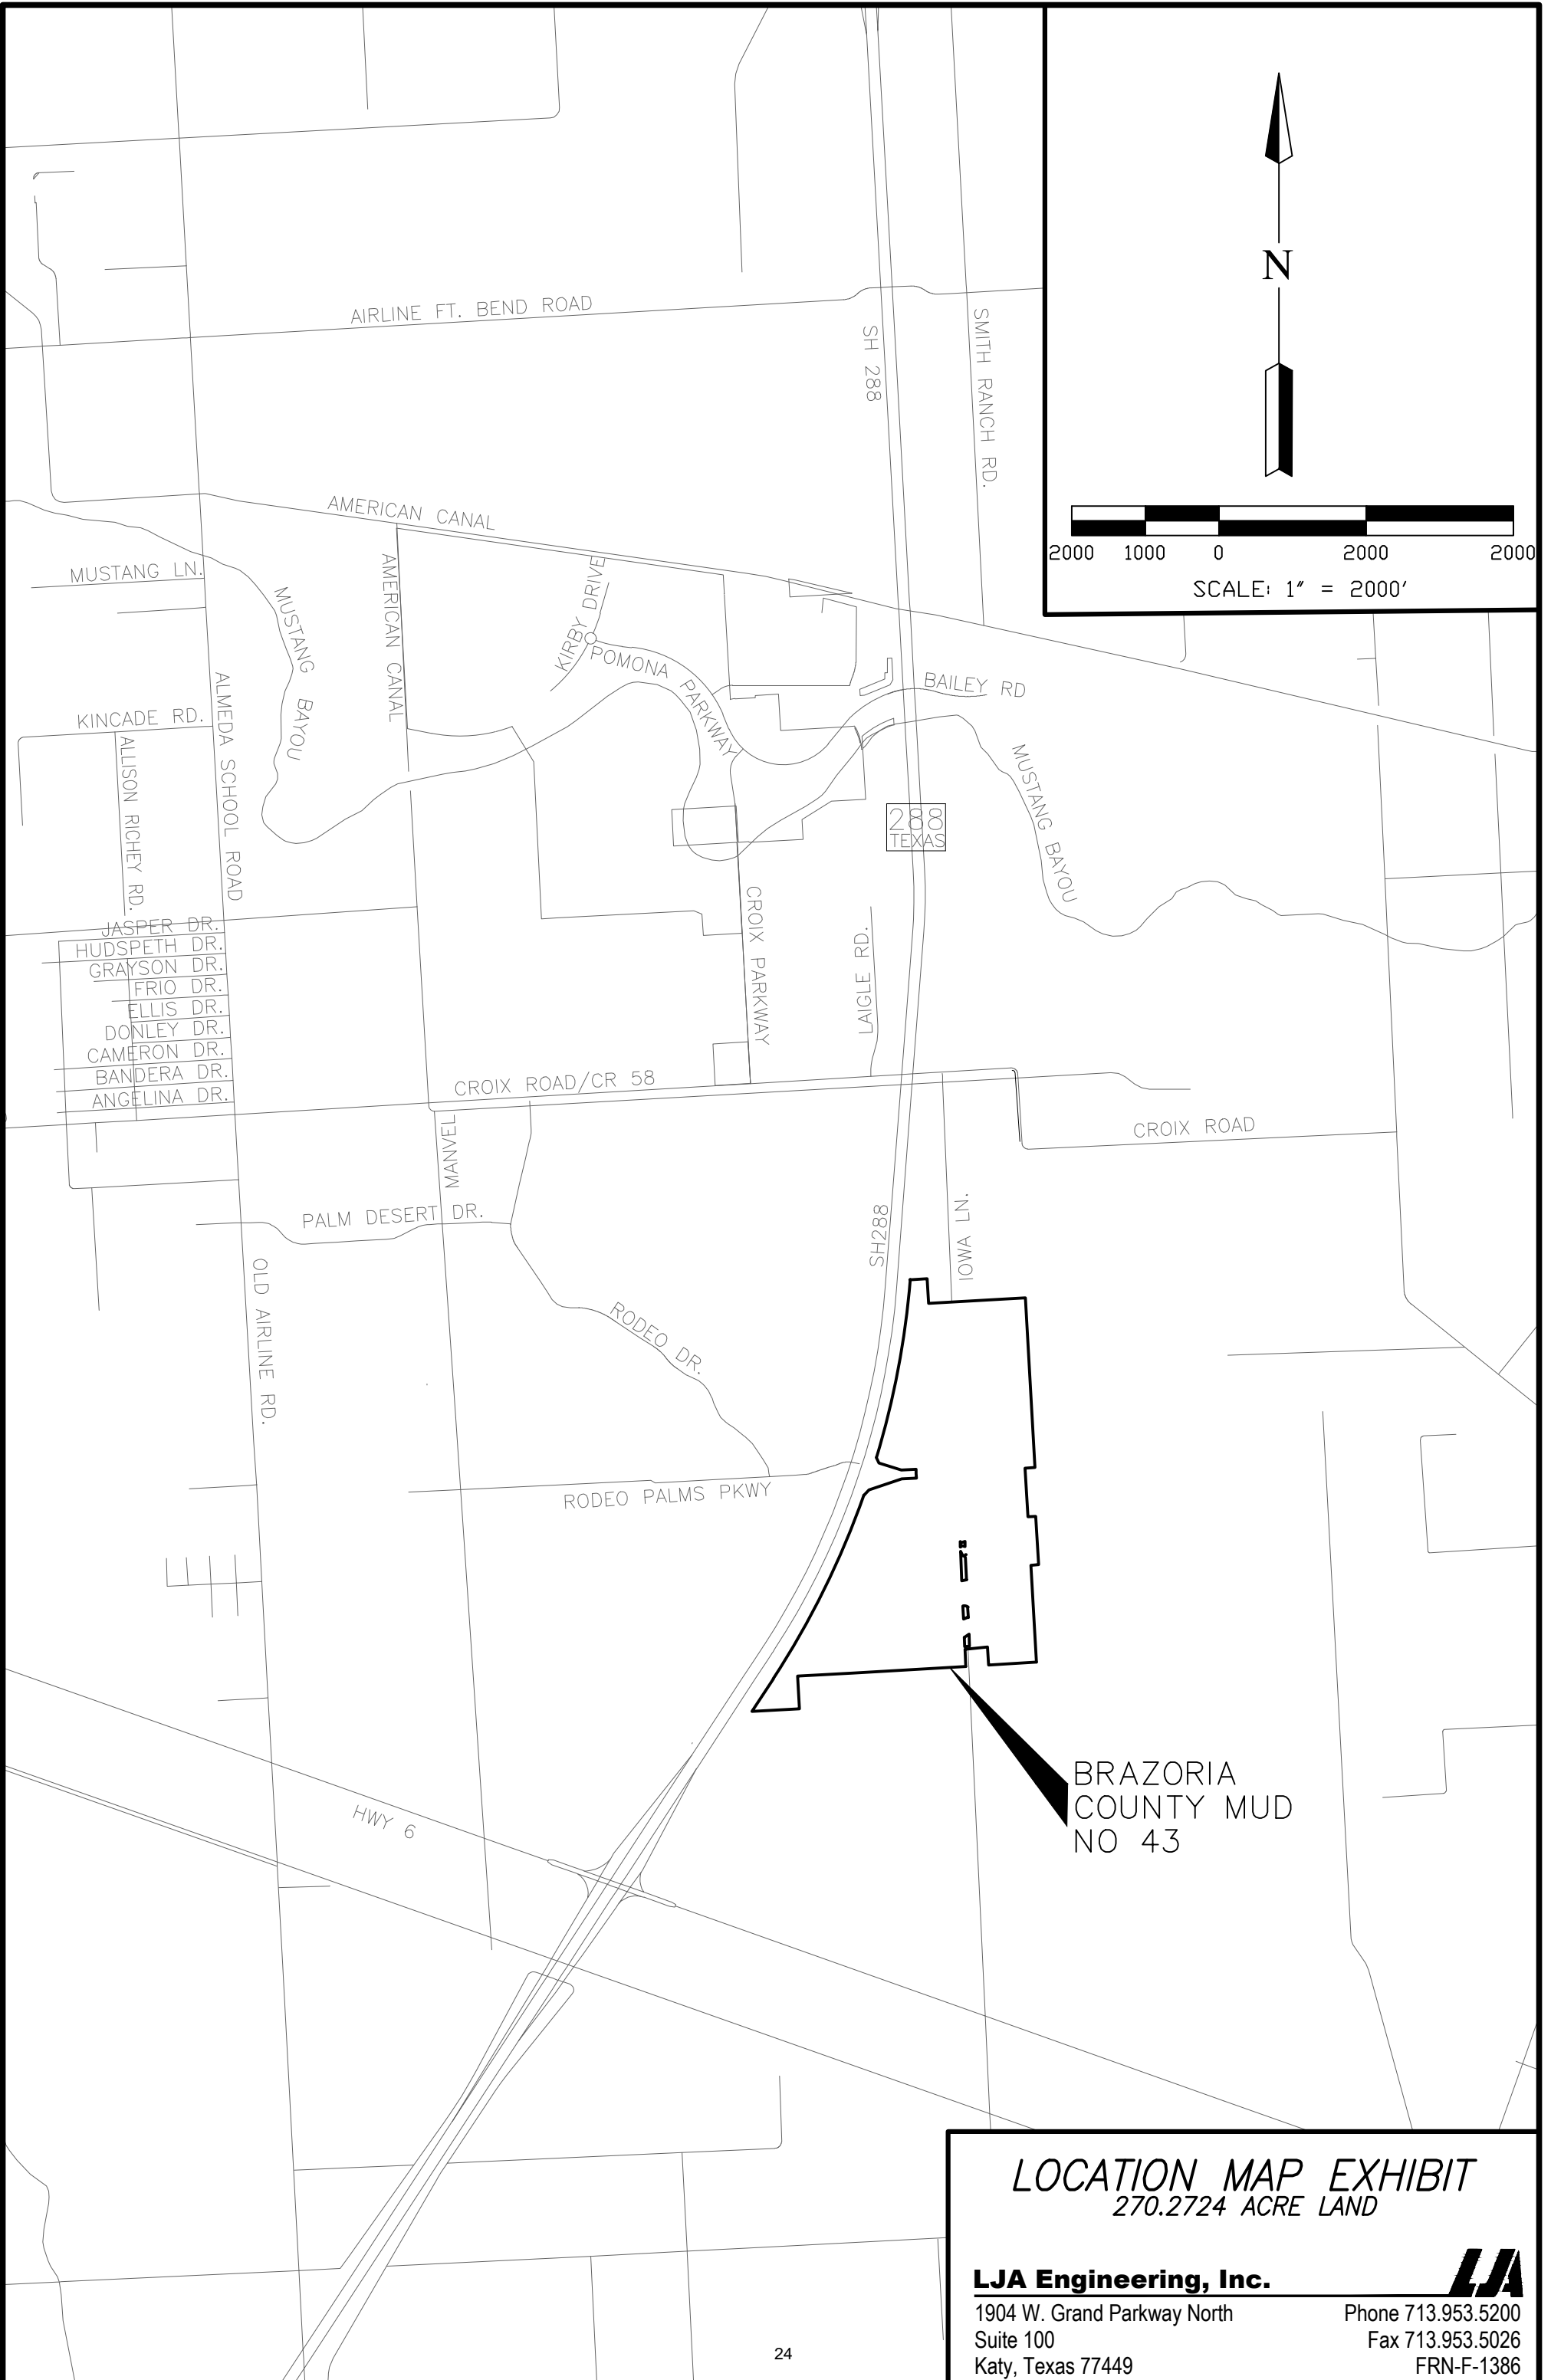 N
2000 1000 0 2000 2000
SCALE: 1" = 2000'
AIRLINE FT. BEND ROAD
SH 288
SMITH RANCH RD.
AMERICAN CANAL
MUSTANG LN.
MUSTANG BAYOU
AMERICAN CANAL
KIRBY DRIVE
POMONA PARKWAY
BAILEY RD
ALMEDA SCHOOL ROAD
KINCADE RD.
ALLISON RICHEY RD.
MUSTANG BAYOU
288
TEXAS
CROIX PARKWAY
LAIGLE RD.
JASPER DR.
HUDSPETH DR.
GRAYSON DR.
FRIO DR.
ELLIS DR.
DONLEY DR.
CAMERON DR.
BANDERA DR.
ANGELINA DR.
CROIX ROAD/CR 58
CROIX ROAD
MANVEL
PALM DESERT DR.
SH288
IOWA LN.
OLD AIRLINE RD.
RODEO DR.
RODEO PALMS PKWY
BRAZORIA
COUNTY MUD
NO 43
HWY 6
LOCATION MAP EXHIBIT
270.2724 ACRE LAND
LJA Engineering, Inc.
LJA
1904 W. Grand Parkway North Phone 713.953.5200
Suite 100 Fax 713.953.5026
Katy, Texas 77449 FRN-F-1386
24